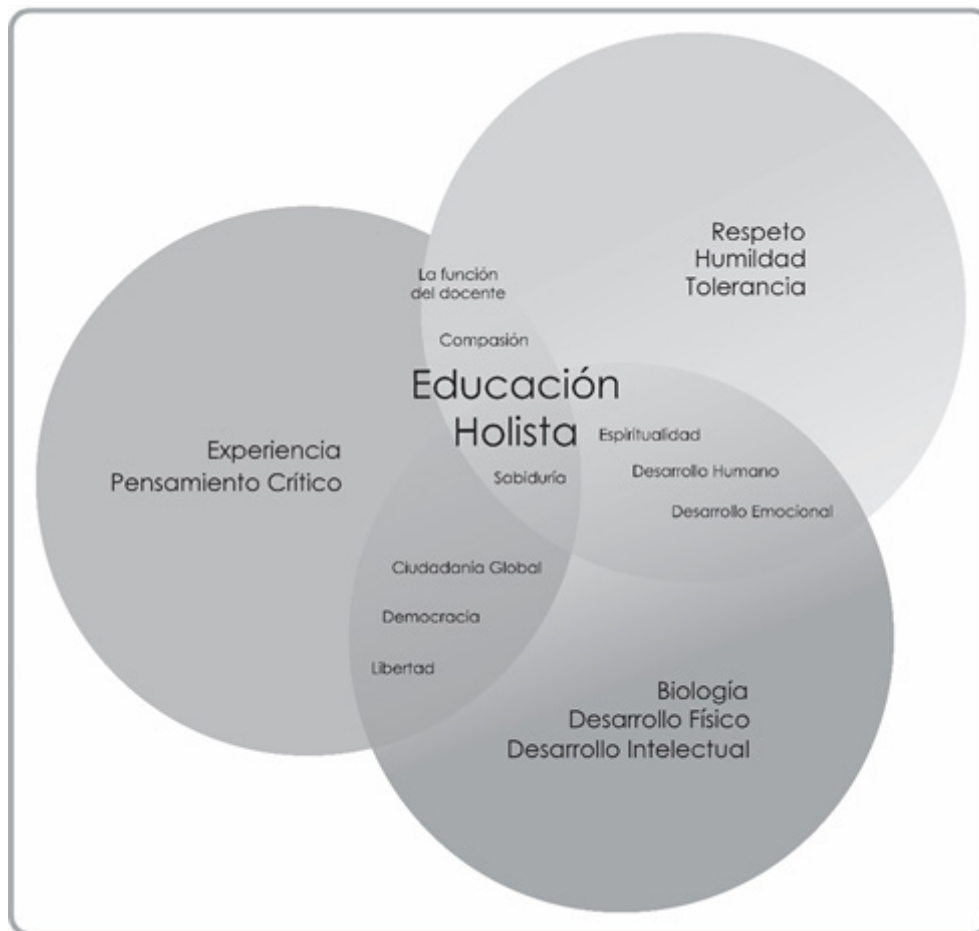 Respeto
Humildad
Tolerancia
La función
del docente
Compasión
Educación
Holista
Espiritualidad
Experiencia
Pensamiento Crítico
Sabiduría
Desarrollo Humano
Desarrollo Emocional
Ciudadanía Global
Democracia
Libertad
Biología
Desarrollo Físico
Desarrollo Intelectual